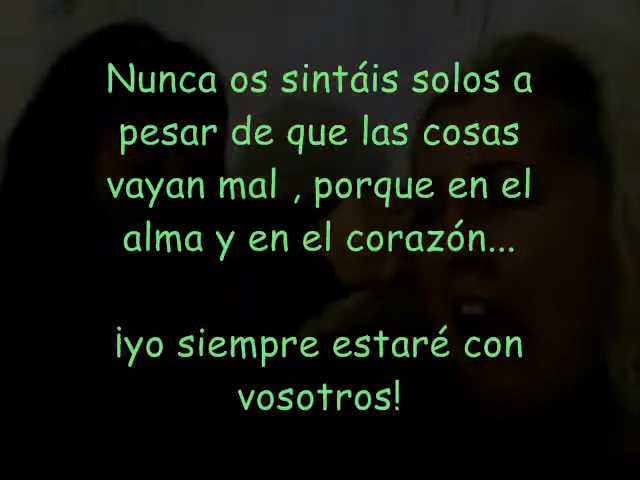 Nunca os sintáis solos a
pesar de que las cosas
vayan mal , porque en el
alma y en el corazón...
¡yo siempre estaré con
vosotros!